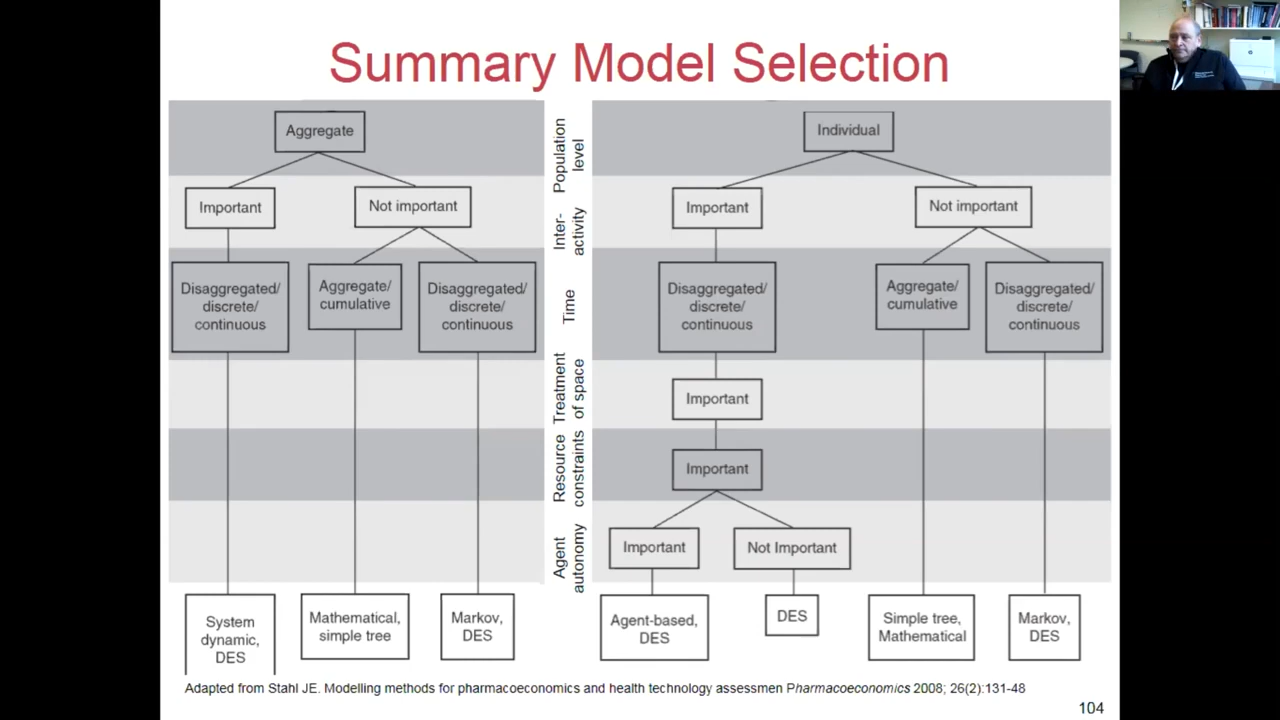 Summary Model Selection
Aggregate
Individual
Population
level
Important
Not important
Important
Not important
Inter-
activity
Disaggregated/
discrete/
continuous
Aggregate/
cumulative
Disaggregated/
discrete/
continuous
Disaggregated/
discrete/
continuous
Aggregate/
cumulative
Disaggregated/
discrete/
continuous
Time
Treatment
of space
Important
Resource
constraints
Important
Agent
autonomy
Important
Not Important
System
dynamic,
DES
Mathematical,
simple tree
Markov,
DES
Agent-based,
DES
DES
Simple tree,
Mathematical
Markov,
DES
Adapted from Stahl JE. Modelling methods for pharmacoeconomics and health technology assessmen Pharmacoeconomics 2008; 26(2):131-48
104